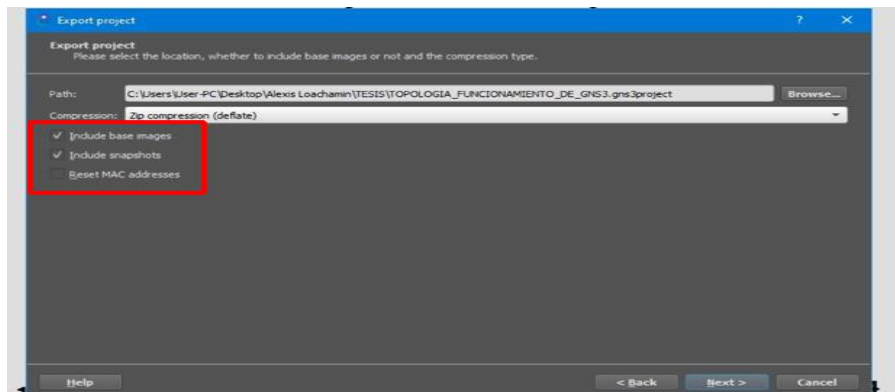 Export project
Export project
Please select the location, whether to include base images or not and the compression type.
Path: C:\Users\User-PC\Desktop\Alexis Loachamin\TESIS\TOPOLOGIA_FUNCIONAMIENTO_DE_GNS3.gns3project Browse...
Compression: Zip compression (deflate)
Include base images
Include snapshots
Reset MAC addresses
Help < Back Next > Cancel